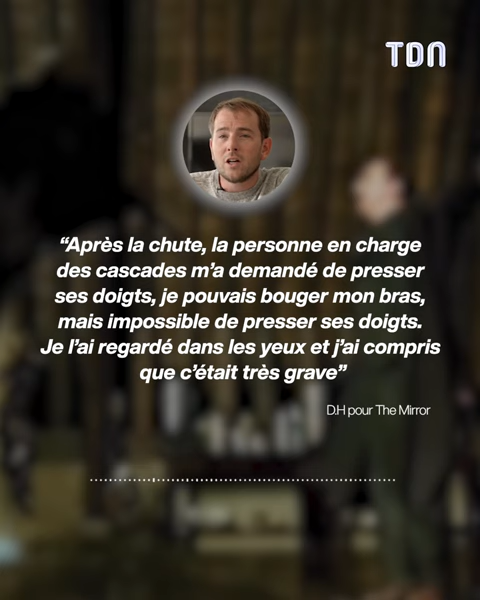 TDN
“Après la chute, la personne en charge
des cascades m’a demandé de presser
ses doigts, je pouvais bouger mon bras,
mais impossible de presser ses doigts.
Je l’ai regardé dans les yeux et j’ai compris
que c’était très grave”
D.H pour The Mirror